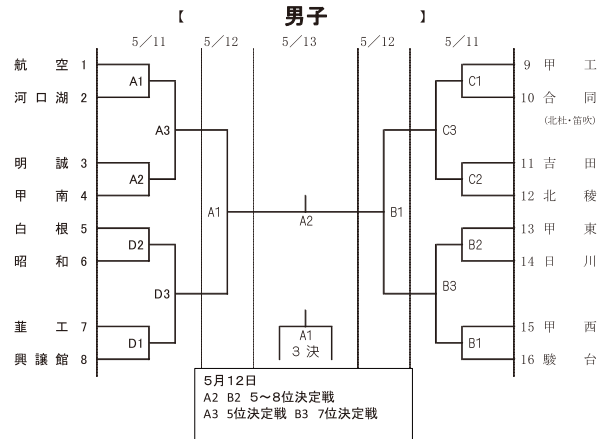 【 男子 】
5／11 5／12 5／13 5／12 5／11
航空 1
A1
河口湖 2
A3
明誠 3
A2
甲南 4
A1
白根 5
D2
昭和 6
D3
韮工 7
D1
興譲館 8
A2
A1
3決
9 甲工
C1
10 合同
(北杜・笛吹)
C3
11 吉田
C2
12 北稜
B1
13 甲東
B2
14 日川
B3
15 甲西
B1
16 駿台
5月12日
A2 B2 5～8位決定戦
A3 5位決定戦 B3 7位決定戦